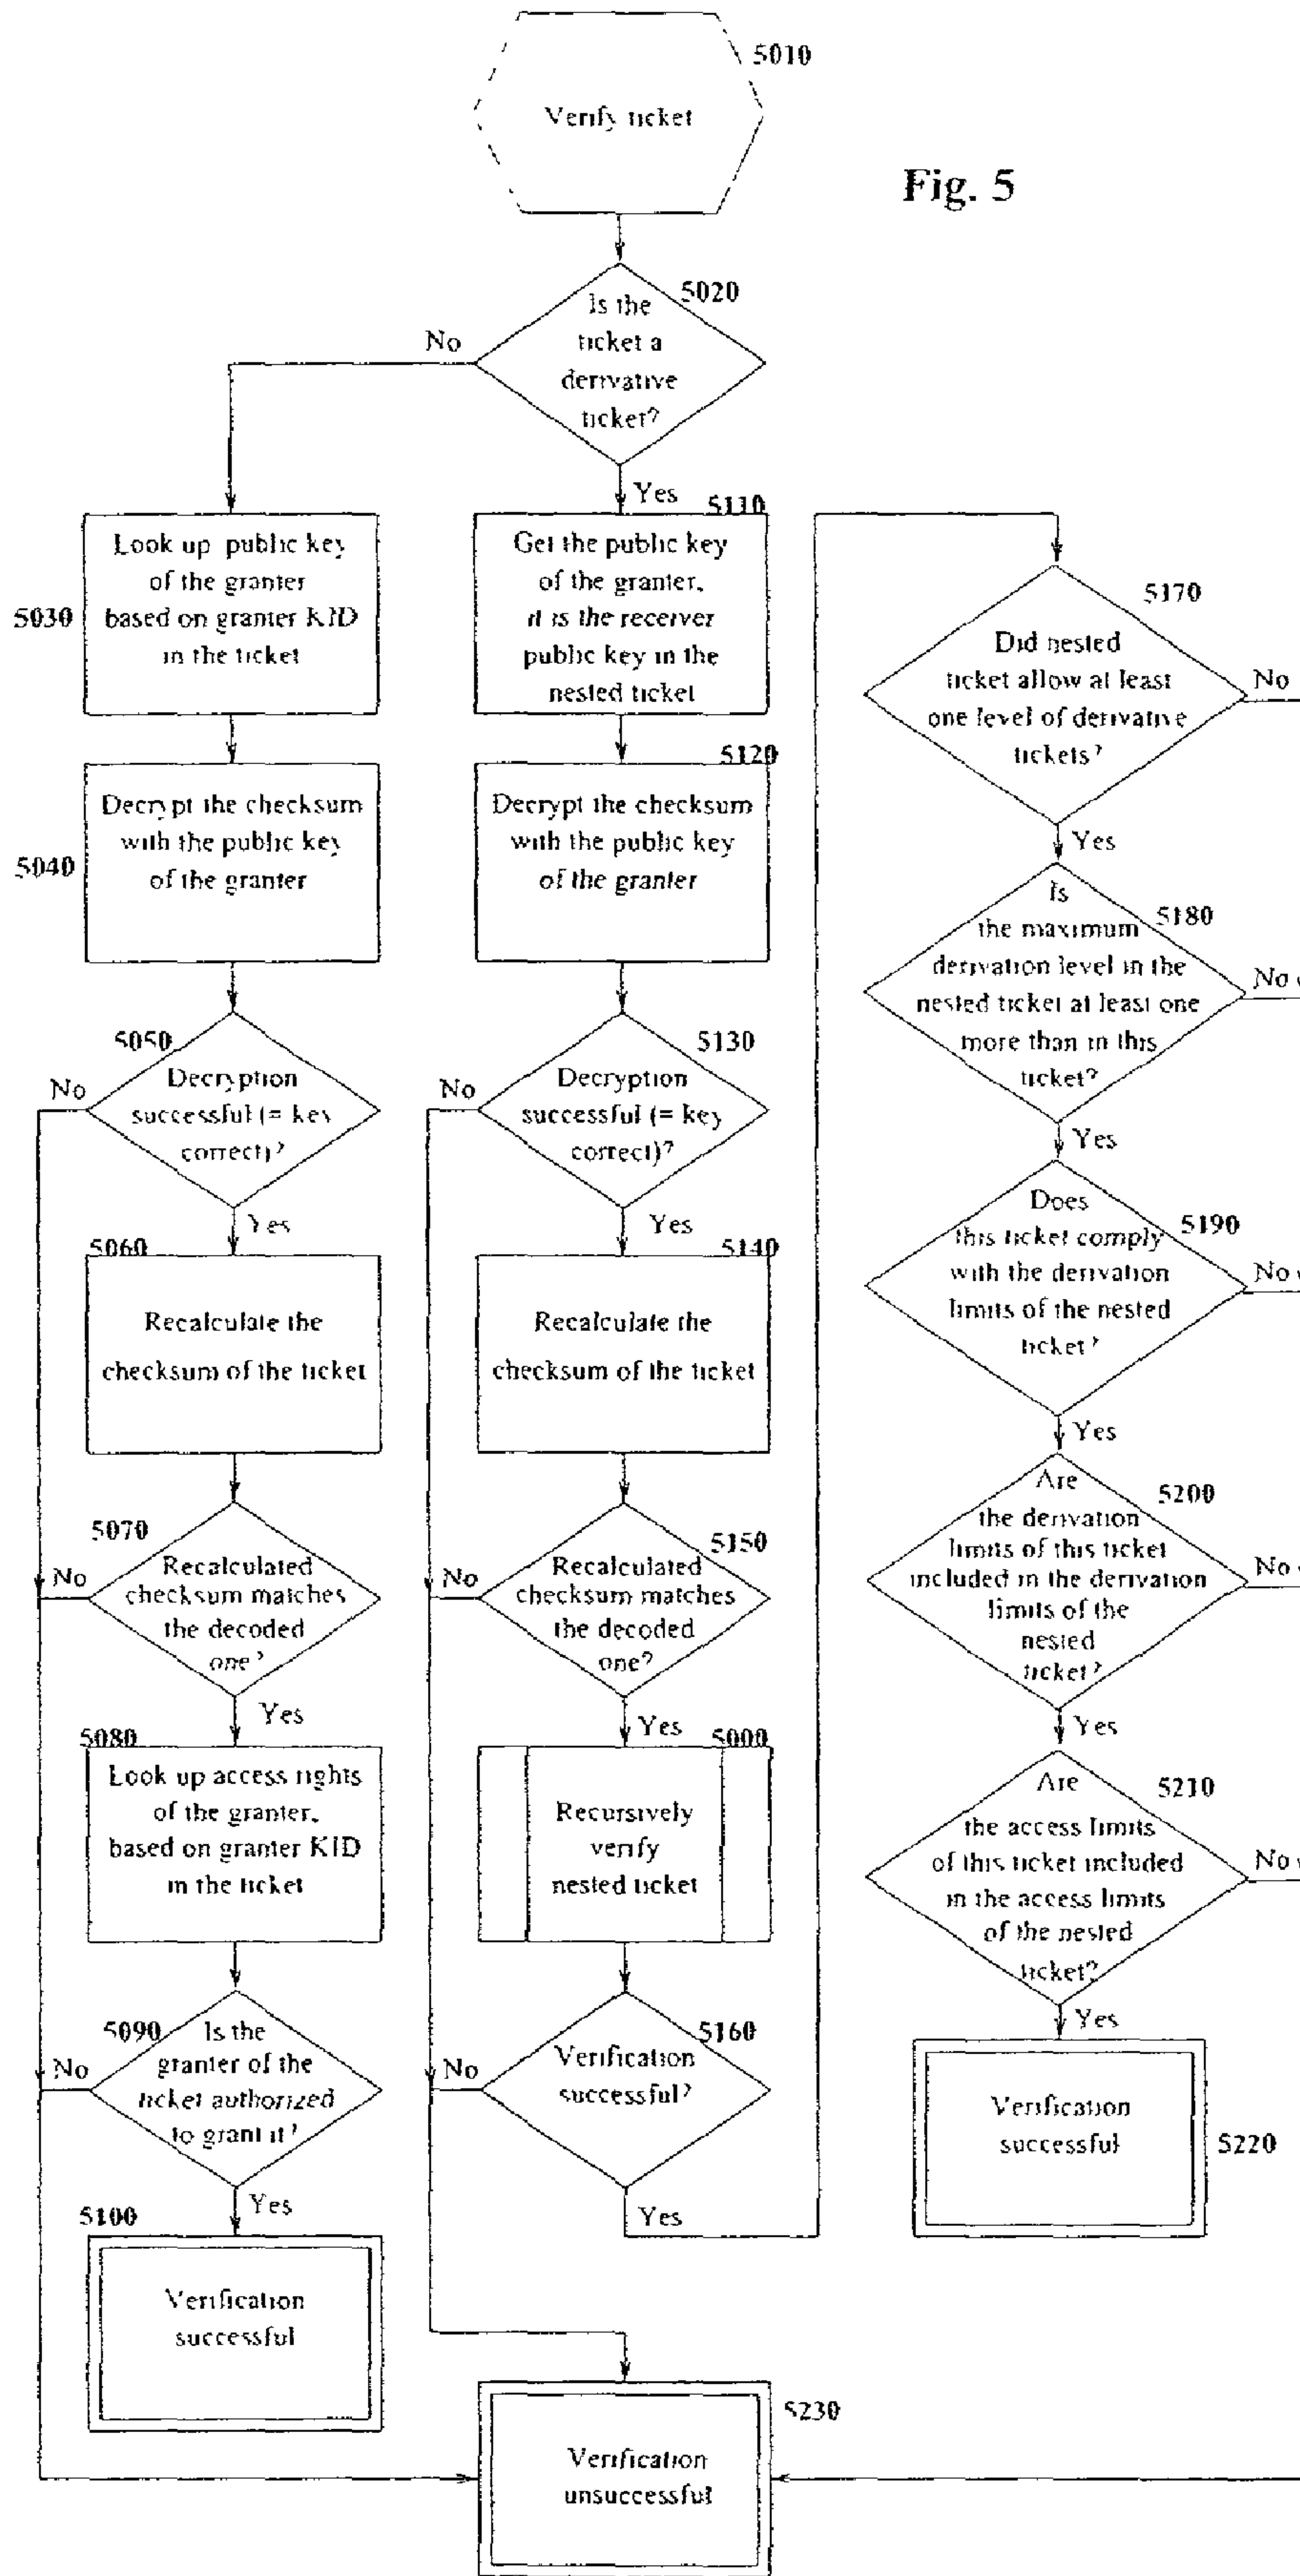 5010
Verify ticket
Fig. 5
5020
Is the
ticket a
derivative
ticket?
No
Yes
5030
Look up public key
of the granter
based on granter KID
in the ticket
5040
Decrypt the checksum
with the public key
of the granter
5050
Decryption
successful (= key
correct)?
No
Yes
5060
Recalculate the
checksum of the ticket
5070
Recalculated
checksum matches
the decoded
one?
No
Yes
5080
Look up access rights
of the granter,
based on granter KID
in the ticket
5090
Is the
granter of the
ticket authorized
to grant it?
No
Yes
5100
Verification
successful
5110
Get the public key
of the granter,
it is the receiver
public key in the
nested ticket
5120
Decrypt the checksum
with the public key
of the granter
5130
Decryption
successful (= key
correct)?
No
Yes
5140
Recalculate the
checksum of the ticket
5150
Recalculated
checksum matches
the decoded
one?
No
Yes
5000
Recursively
verify
nested ticket
5160
Verification
successful?
No
Yes
5170
Did nested
ticket allow at least
one level of derivative
tickets?
No
Yes
5180
Is
the maximum
derivation level in the
nested ticket at least one
more than in this
ticket?
No
Yes
5190
Does
this ticket comply
with the derivation
limits of the nested
ticket?
No
Yes
5200
Are
the derivation
limits of this ticket
included in the derivation
limits of the
nested
ticket?
No
Yes
5210
Are
the access limits
of this ticket included
in the access limits
of the nested
ticket?
No
Yes
Verification
successful
5220
5230
Verification
unsuccessful